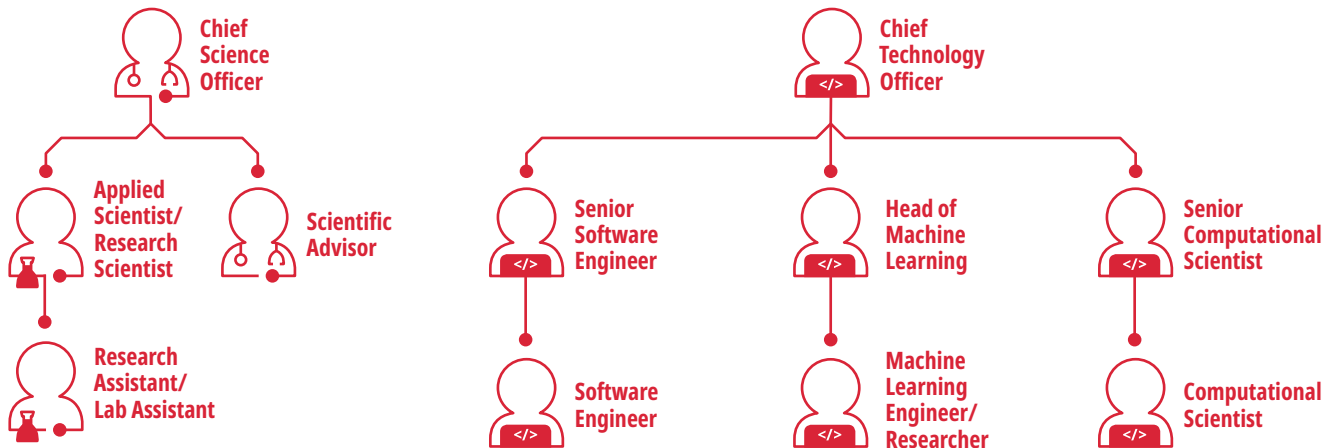 Chief
Science
Officer
Chief
Technology
Officer
</>
Applied
Scientist/
Research
Scientist
Scientific
Advisor
Senior
Software
Engineer
</>
Head of
Machine
Learning
</>
Senior
Computational
Scientist
</>
Research
Assistant/
Lab Assistant
Software
Engineer
</>
Machine
Learning
Engineer/
Researcher
</>
Computational
Scientist
</>